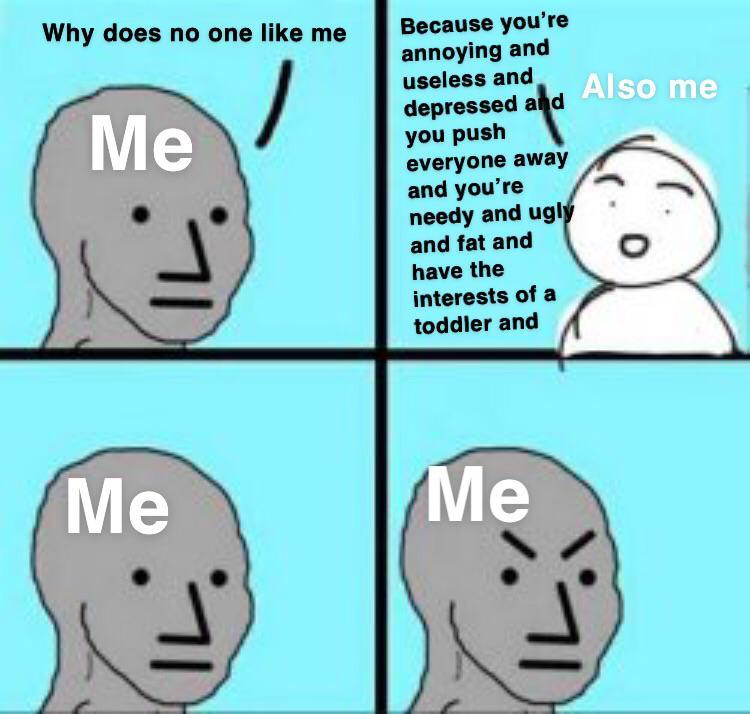 Why does no one like me
Me
Because you're
annoying and
useless and
depressed and
you push
everyone away
and you're
needy and ugly
and fat and
have the
interests of a
toddler and
Also me
Me
Me